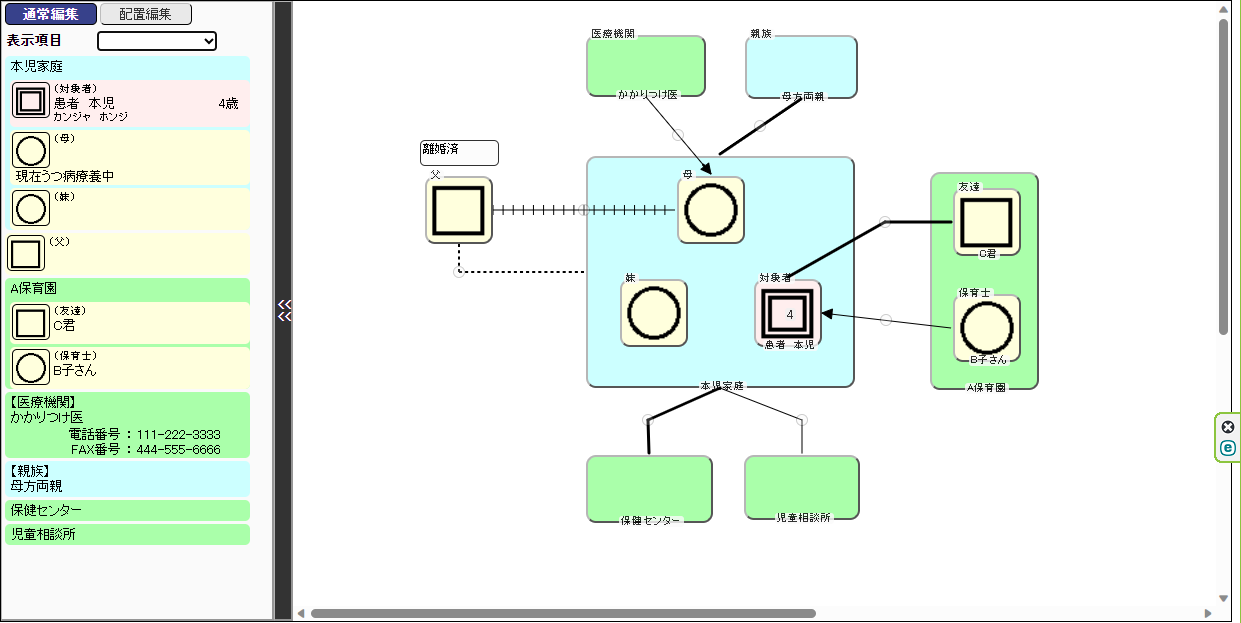 通常編集
配置編集
表示項目
本児家庭
(対象者)
患者 本児 4歳
カンジャ ホンジ
(母)
現在うつ病療養中
(妹)
(父)
A保育園
(友達)
C君
(保育士)
B子さん
【医療機関】
かかりつけ医
電話番号 : 111-222-3333
FAX番号 : 444-555-6666
【親族】
母方両親
保健センター
児童相談所
医療機関
かかりつけ医
親族
母方両親
離婚済
父
母
妹
対象者
4
患者 本児
本児家庭
友達
C君
保育士
B子さん
A保育園
保健センター
児童相談所